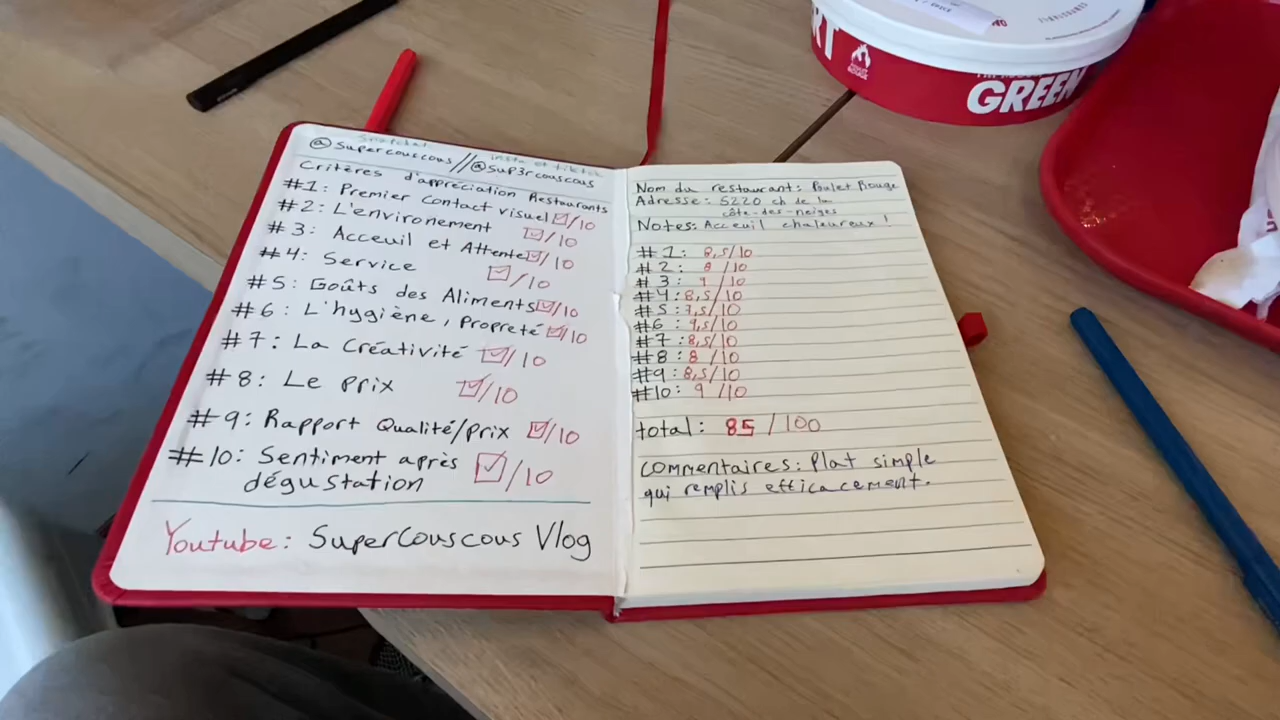 RT
POULET ROUGE
GREEN
Snapchat
insta et tiktok
@supercouscous//@sup3rcouscous
Critères d'appreciation Restaurants
#1: Premier contact visuel ☑/10
#2: L'environement ☑/10
#3: Acceuil et Attente ☑/10
#4: Service ☑/10
#5: Goûts des Aliments ☑/10
#6: L'hygiène, Propreté ☑/10
#7: La Créativité ☑/10
#8: Le prix ☑/10
#9: Rapport Qualité/prix ☑/10
#10: Sentiment après ☑/10
dégustation
Youtube: SuperCouscous Vlog
Nom du restaurant: Poulet Rouge
Adresse: 5220 ch de la
côte-des-neiges
Notes: Acceuil chaleureux!
#1: 8,5/10
#2: 8/10
#3: 9/10
#4: 8,5/10
#5: 7,5/10
#6: 9,5/10
#7: 8,5/10
#8: 8/10
#9: 8,5/10
#10: 9/10
total: 85/100
commentaires: Plat simple
qui remplis efficacement.